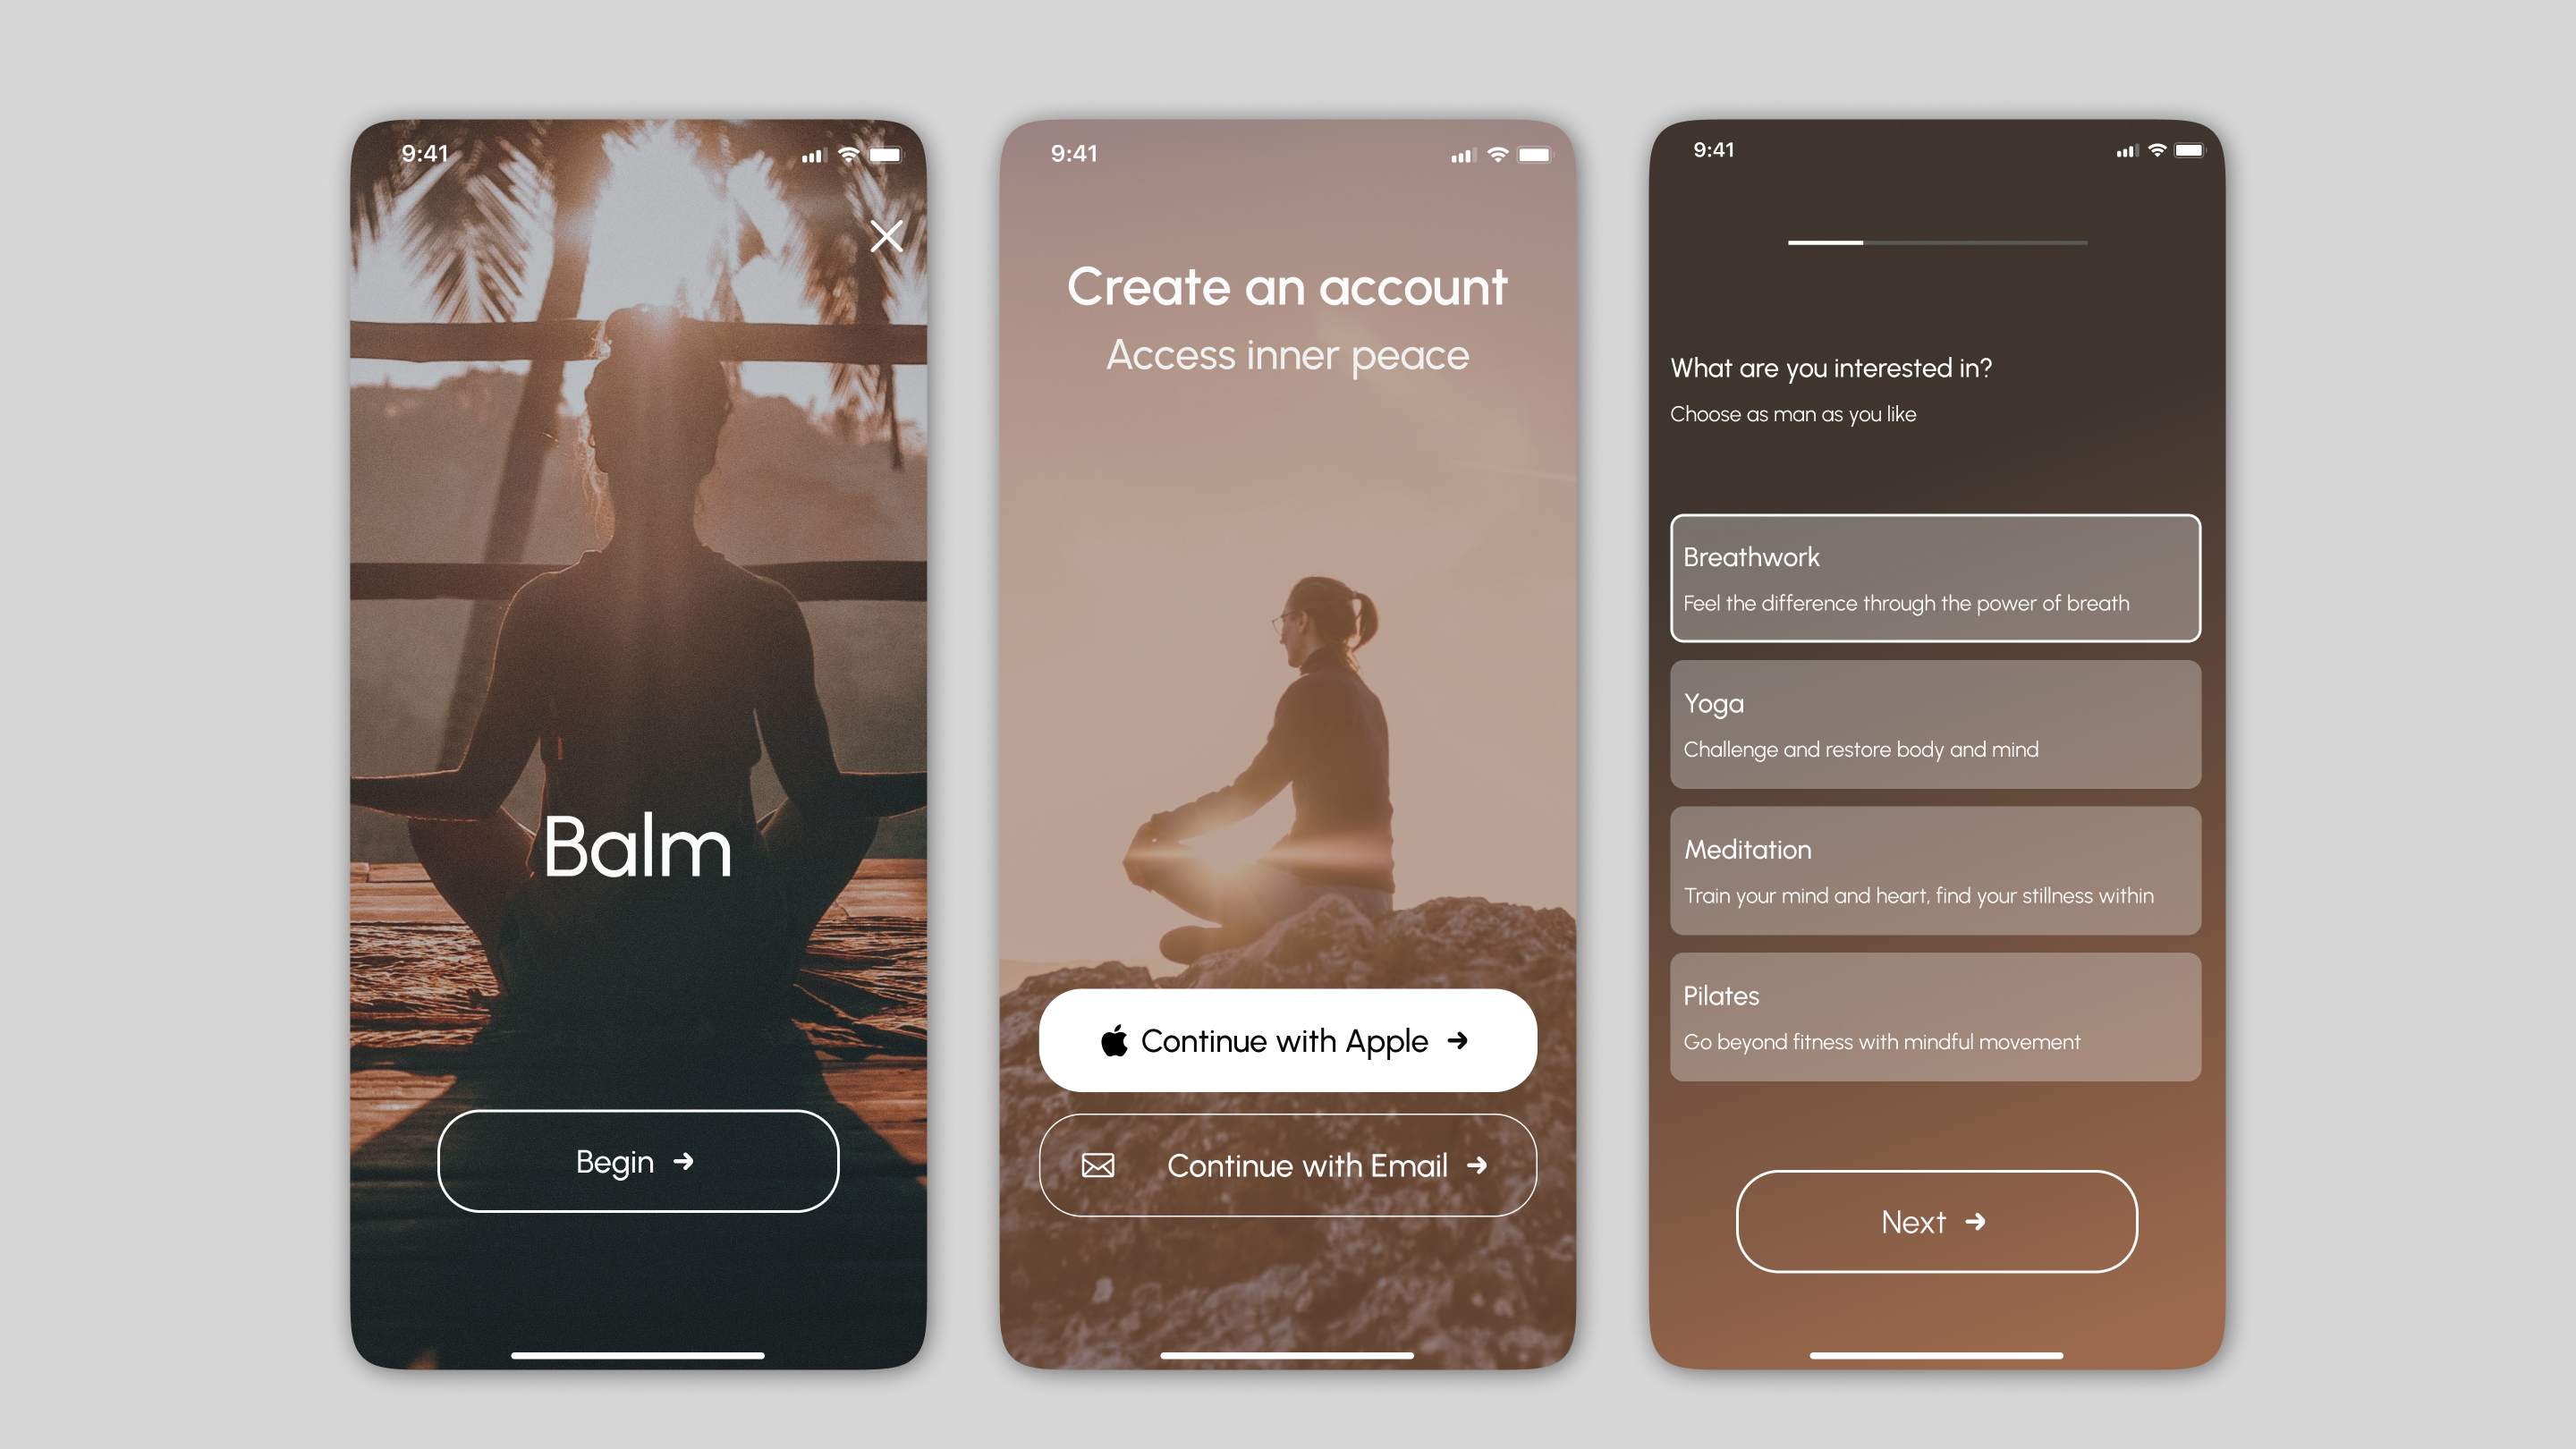 9:41
Balm
Begin
9:41
Create an account
Access inner peace
Continue with Apple
Continue with Email
9:41
What are you interested in?
Choose as man as you like
Breathwork
Feel the difference through the power of breath
Yoga
Challenge and restore body and mind
Meditation
Train your mind and heart, find your stillness within
Pilates
Go beyond fitness with mindful movement
Next